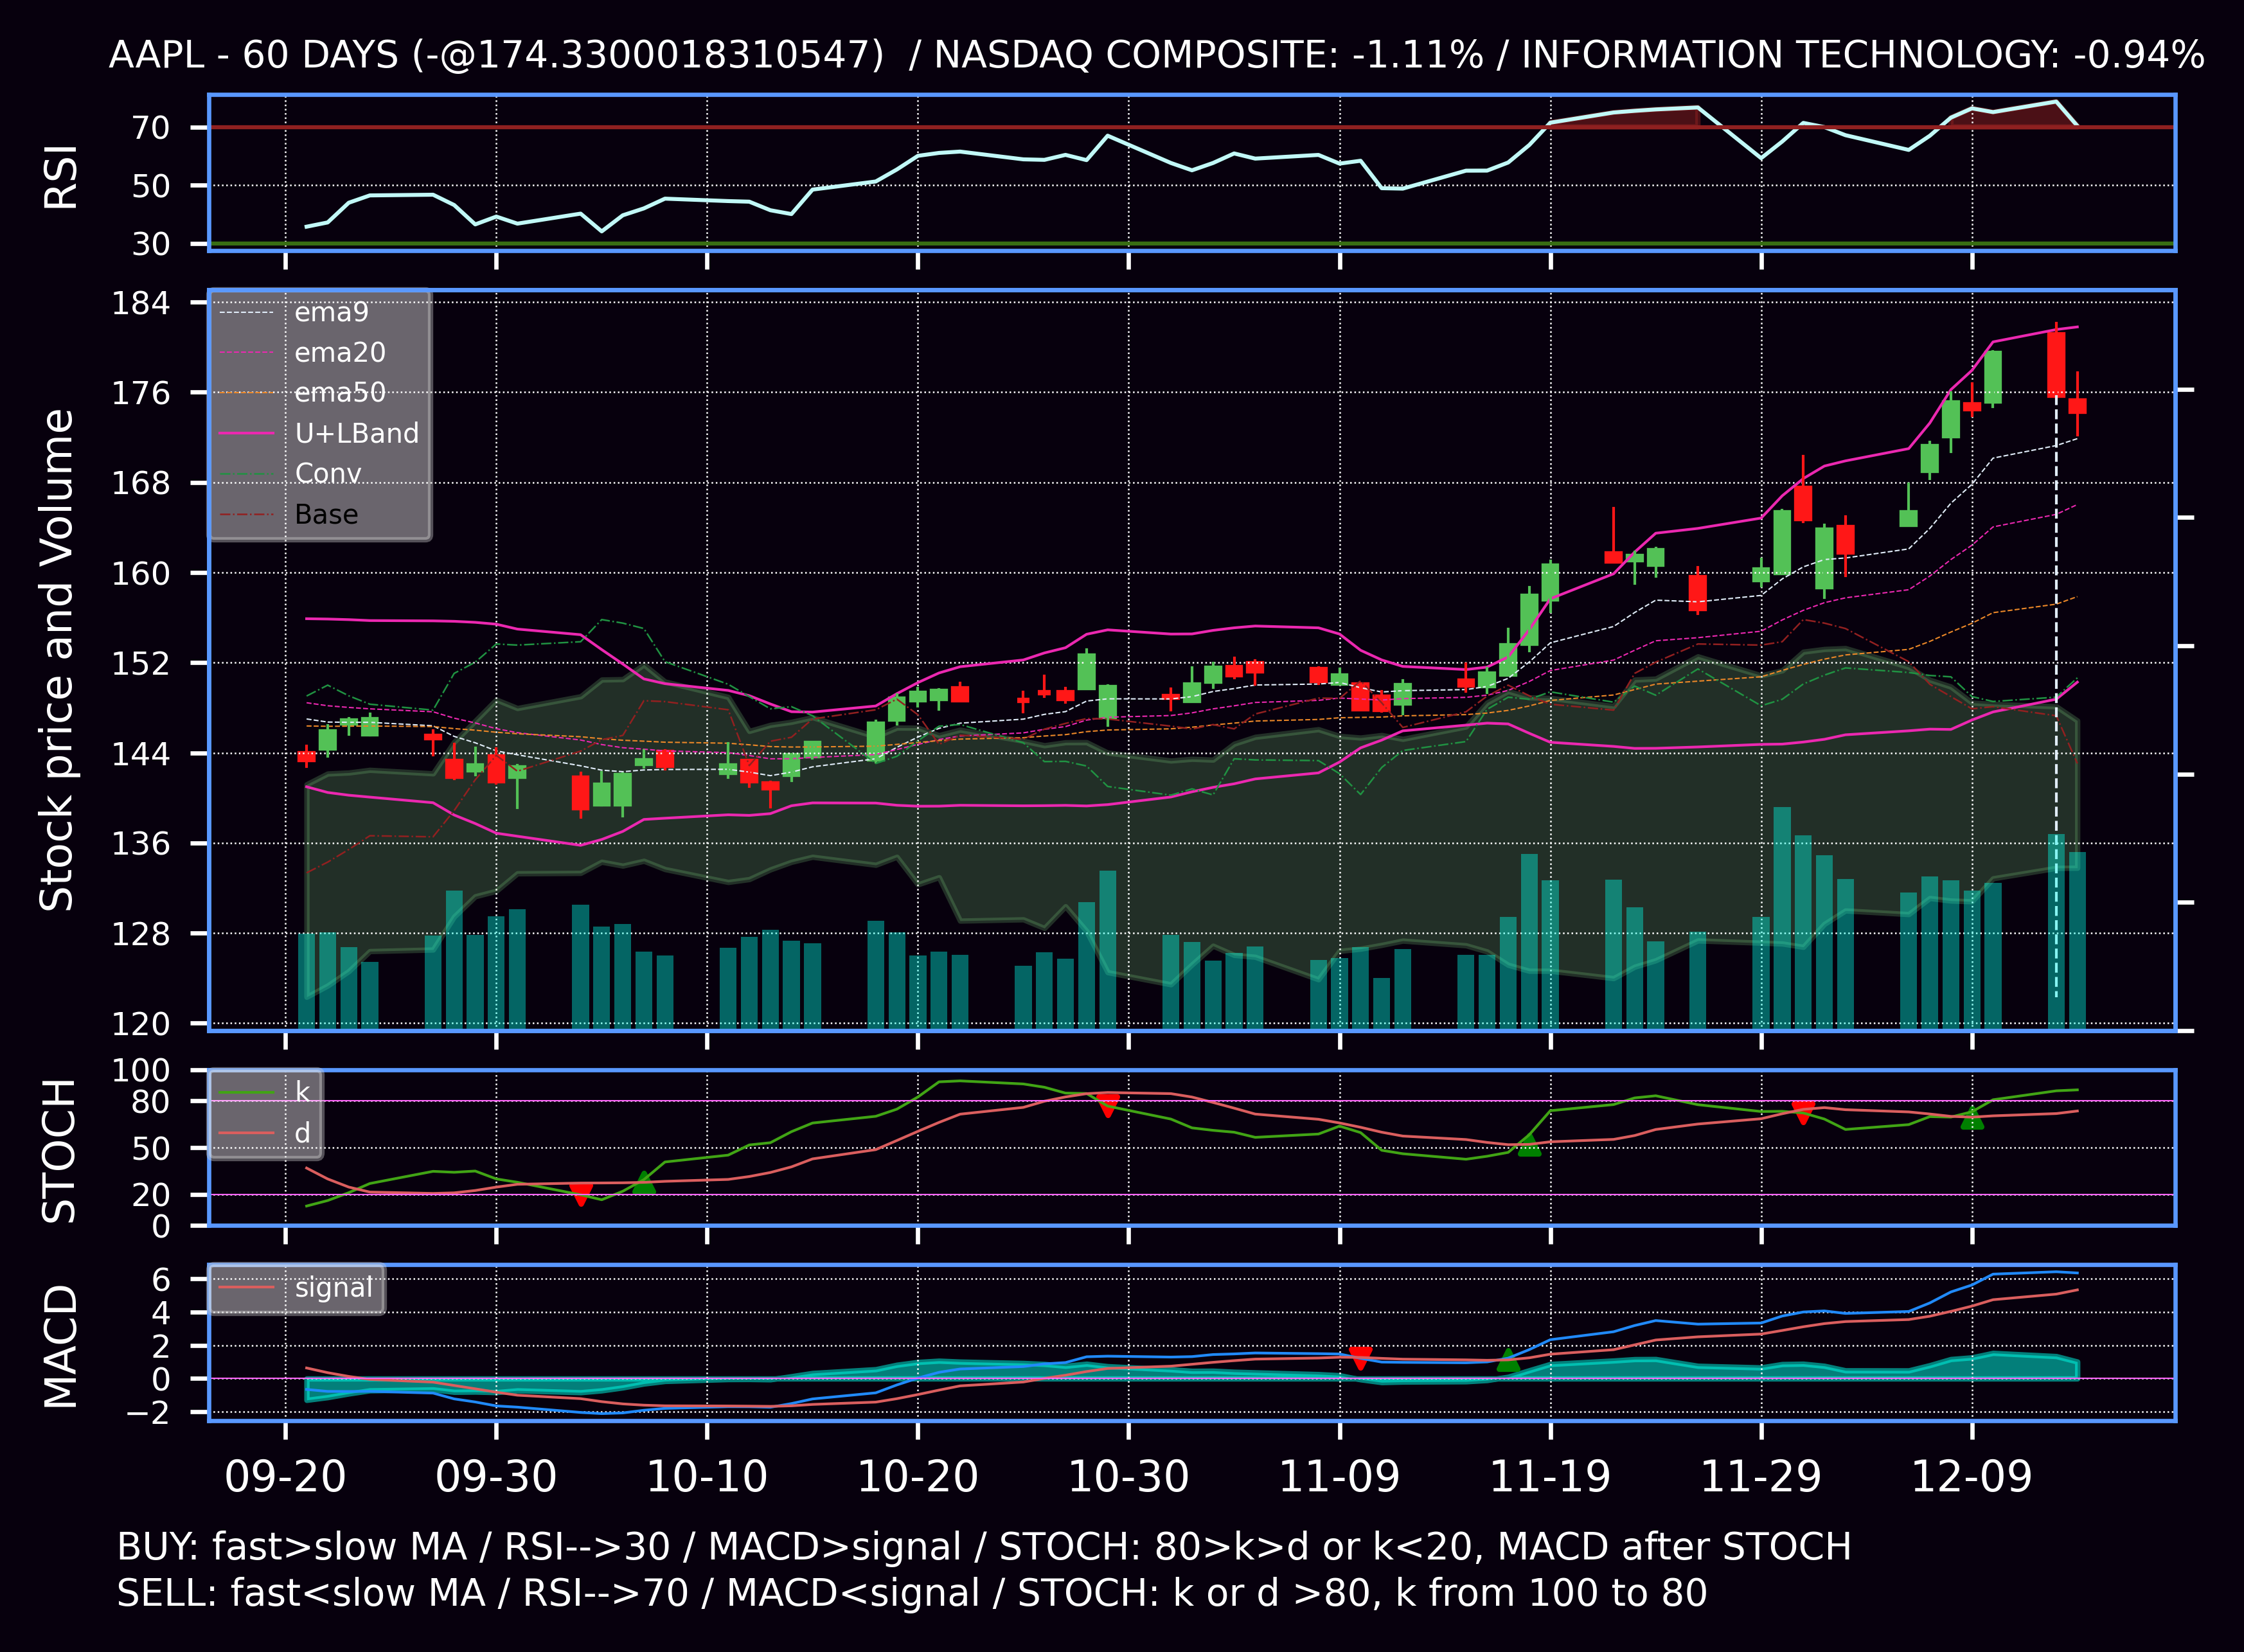 AAPL - 60 DAYS (-@174.3300018310547)  / NASDAQ COMPOSITE: -1.11% / INFORMATION TECHNOLOGY: -0.94%
RSI
70
50
30
Stock price and Volume
184
176
168
160
152
144
136
128
120
ema9
ema20
ema50
U+LBand
Conv
Base
STOCH
100
80
50
20
0
k
d
MACD
6
4
2
0
−2
signal
09-20 09-30 10-10 10-20 10-30 11-09 11-19 11-29 12-09
BUY: fast>slow MA / RSI-->30 / MACD>signal / STOCH: 80>k>d or k<20, MACD after STOCH
SELL: fast<slow MA / RSI-->70 / MACD<signal / STOCH: k or d >80, k from 100 to 80